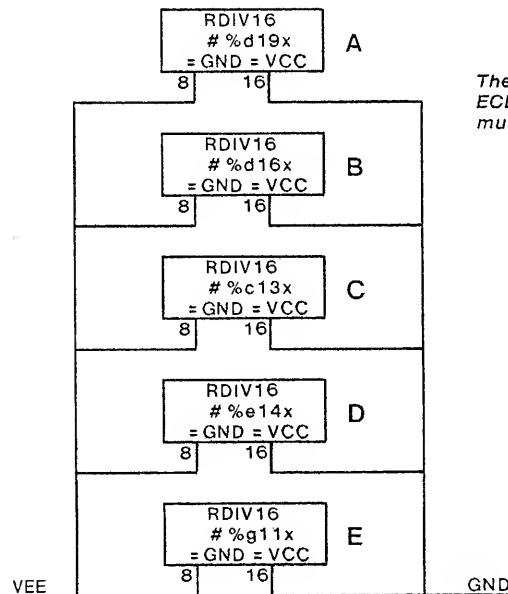 RDIV16
# %d19x
= GND = VCC
A
8 16
The
ECL
mu
RDIV16
# %d16x
= GND = VCC
B
8 16
RDIV16
# %c13x
= GND = VCC
C
8 16
RDIV16
# %e14x
= GND = VCC
D
8 16
RDIV16
# %g11x
= GND = VCC
E
8 16
VEE
GND